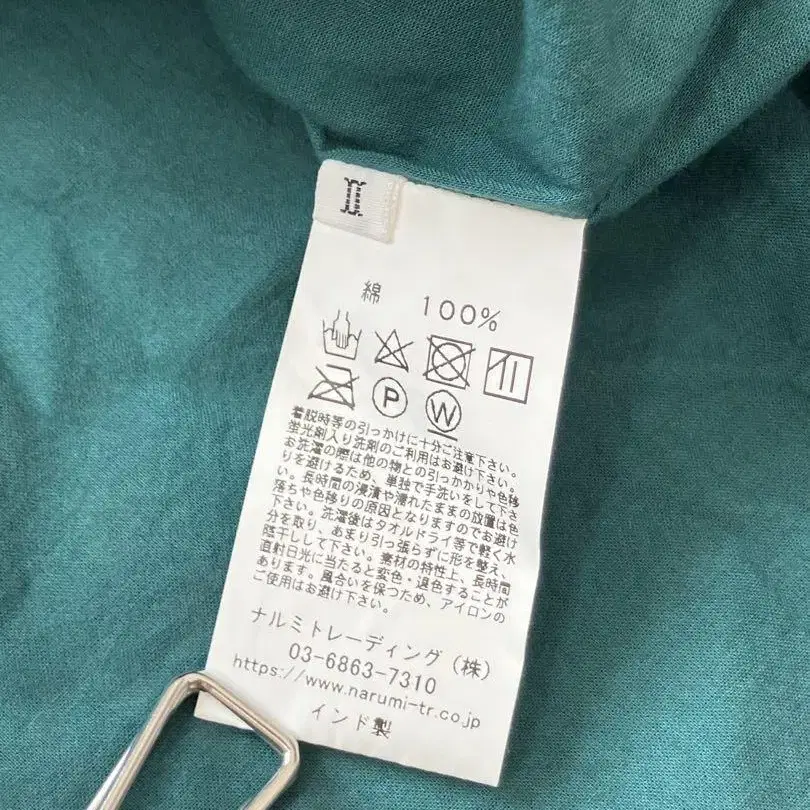 II
綿 100%
P W
着脱時等の引っかけに十分ご注意下さい。
蛍光剤入り洗剤のご利用はお避け下さい。
お洗濯の際は他の物との引っかかりや色移
りを避けるため、単独で手洗いをして下さ
い。長時間の浸漬や濡れたままの放置は色
落ちや色移りの原因となりますのでお避け
下さい。洗濯後はタオルドライ等で軽く水
分を取り、あまり引っ張らずに形を整え、
陰干しして下さい。素材の特性上、長時間
直射日光に当たると変色・退色することが
あります。風合いを保つため、アイロンの
ご使用はお避け下さい。
ナルミトレーディング(株)
03-6863-7310
https://www.narumi-tr.co.jp
インド製